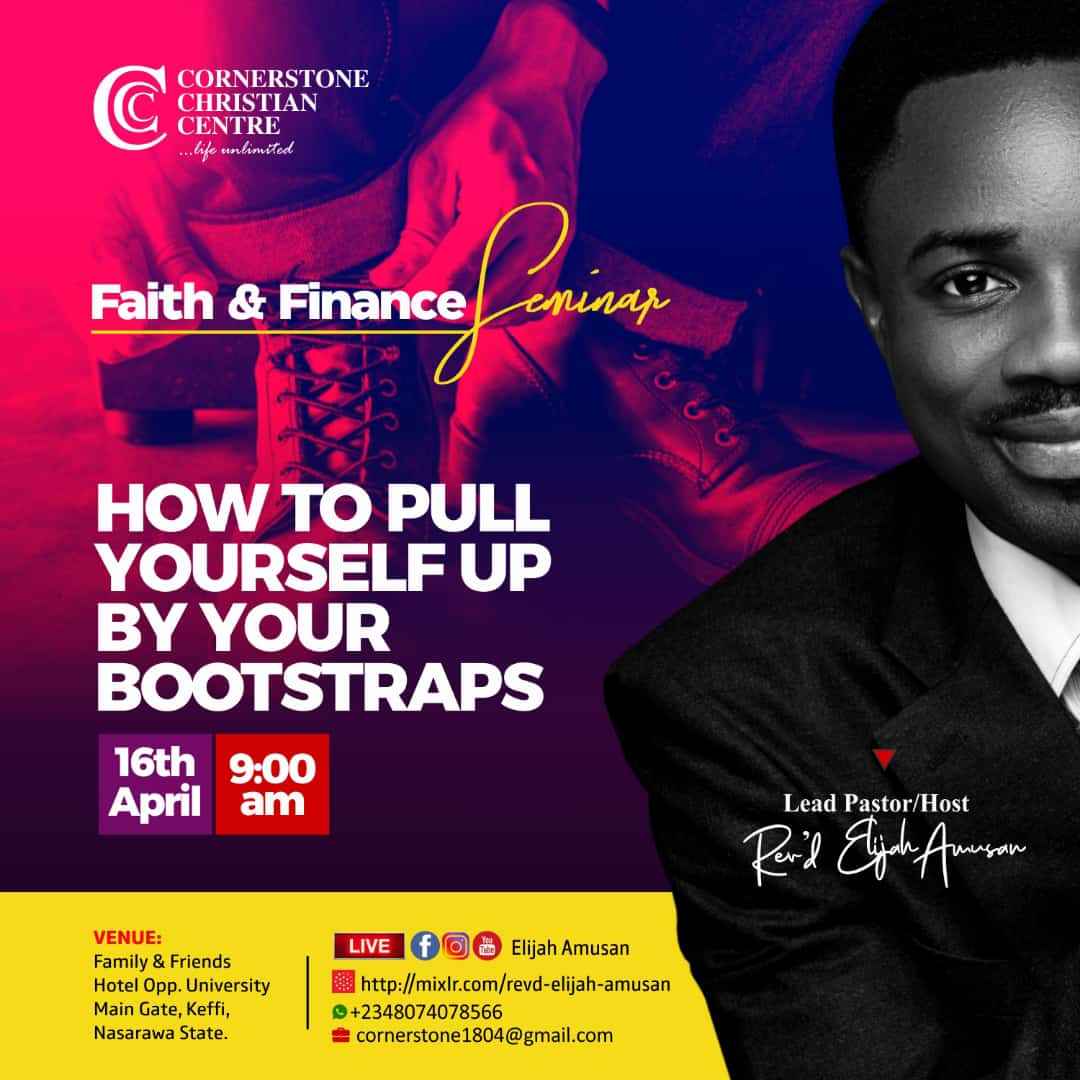 CORNERSTONE
CHRISTIAN
CENTRE
...life unlimited
Faith & Finance Seminar
HOW TO PULL
YOURSELF UP
BY YOUR
BOOTSTRAPS
16th
April
9:00
am
Lead Pastor/Host
Rev'd Elijah Amusan
VENUE:
Family & Friends
Hotel Opp. University
Main Gate, Keffi,
Nasarawa State.
LIVE You Tube Elijah Amusan
http://mixlr.com/revd-elijah-amusan
+2348074078566
cornerstone1804@gmail.com